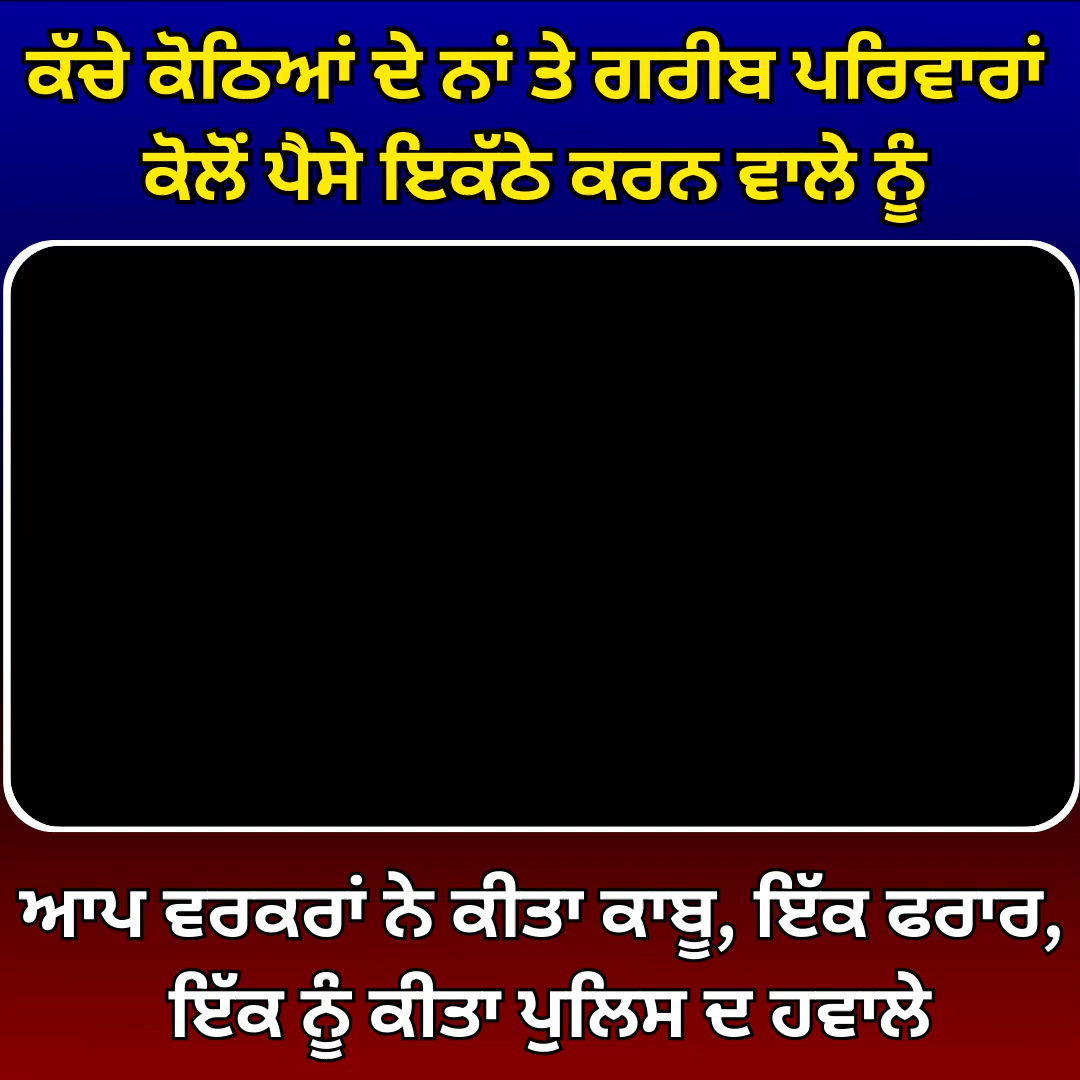 ਕੱਚੇ ਕੋਠਿਆਂ ਦੇ ਨਾਂ ਤੇ ਗਰੀਬ ਪਰਿਵਾਰਾਂ
ਕੋਲੋਂ ਪੈਸੇ ਇਕੱਠੇ ਕਰਨ ਵਾਲੇ ਨੂੰ
ਆਪ ਵਰਕਰਾਂ ਨੇ ਕੀਤਾ ਕਾਬੂ, ਇੱਕ ਫਰਾਰ,
ਇੱਕ ਨੂੰ ਕੀਤਾ ਪੁਲਿਸ ਦ ਹਵਾਲੇ